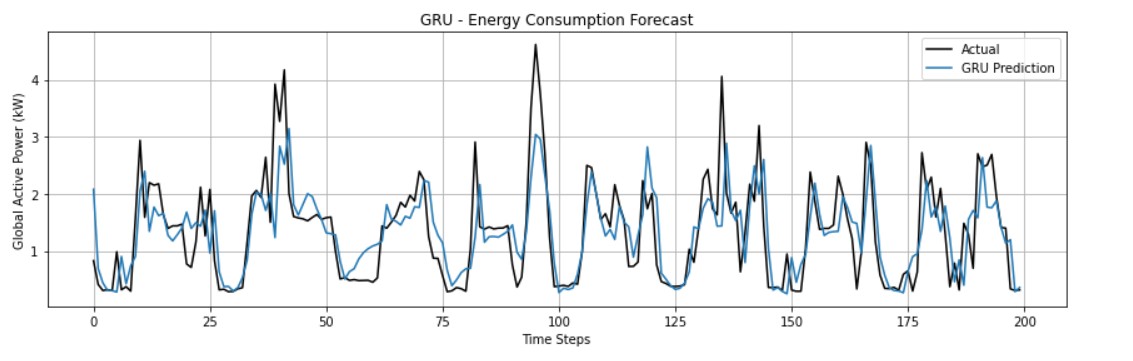 GRU - Energy Consumption Forecast
Actual
GRU Prediction
Global Active Power (kW)
4
3
2
1
0
25
50
75
100
125
150
175
200
Time Steps